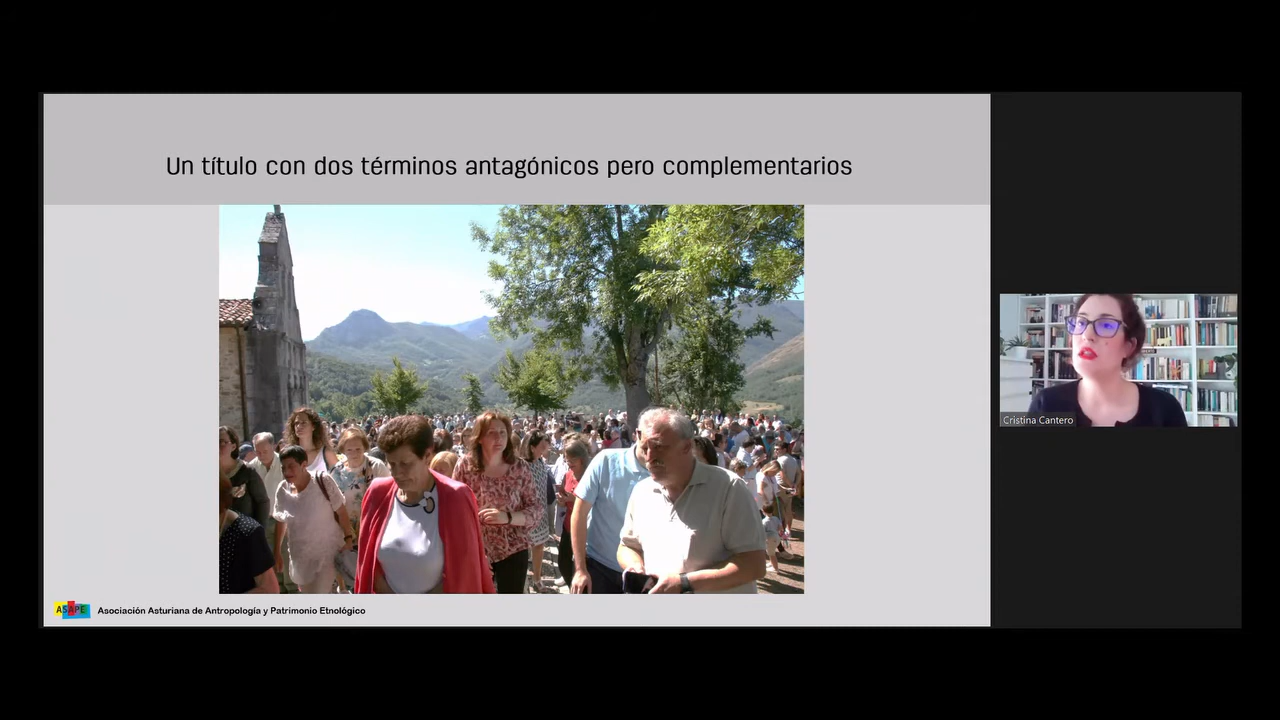 Un título con dos términos antagónicos pero complementarios
Cristina Cantero
ASAPE Asociación Asturiana de Antropología y Patrimonio Etnológico